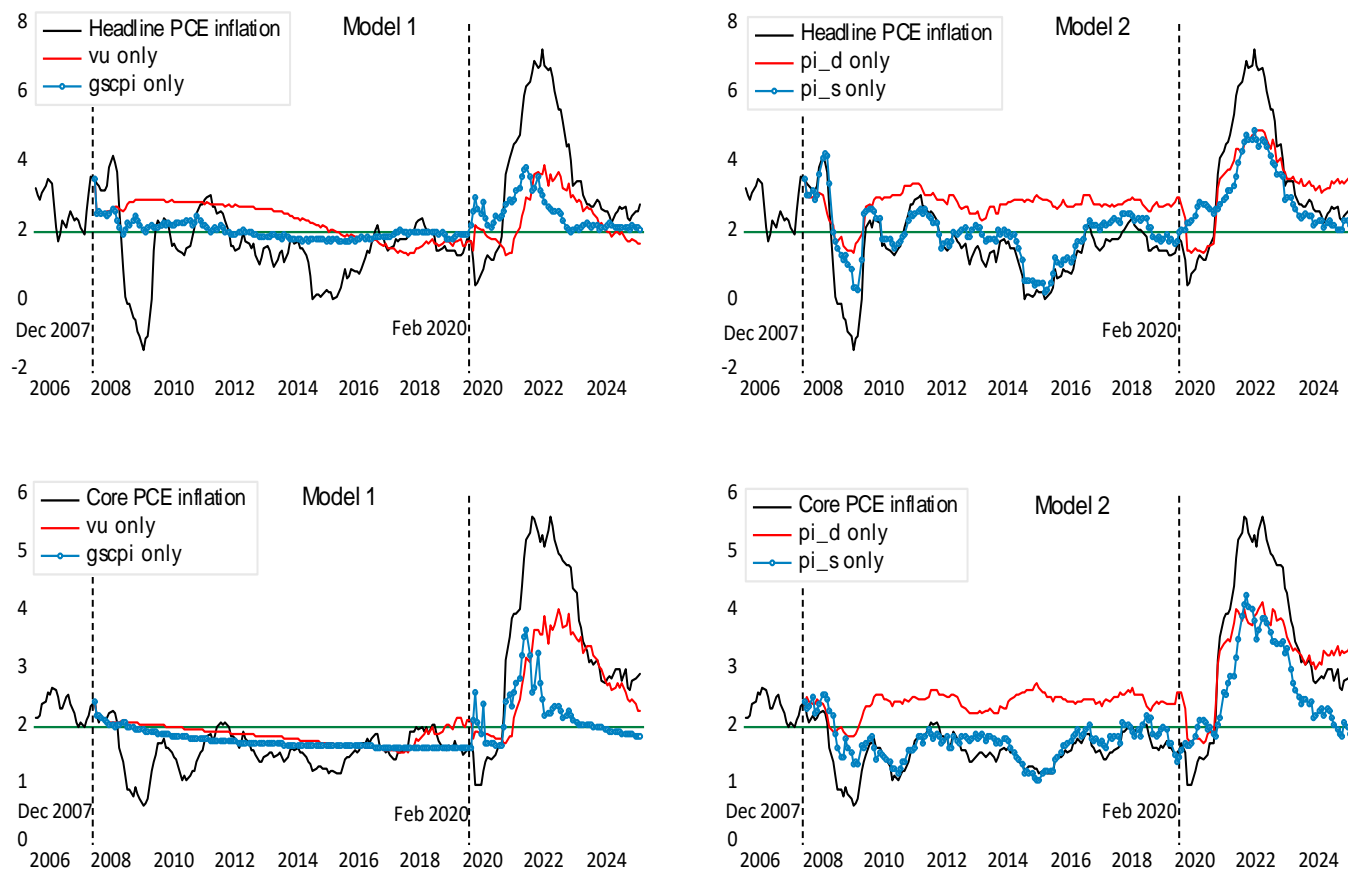 Model 1
Headline PCE inflation
vu only
gscpi only
8
6
4
2
0
-2
Dec 2007
Feb 2020
2006 2008 2010 2012 2014 2016 2018 2020 2022 2024
Model 2
Headline PCE inflation
pi_d only
pi_s only
8
6
4
2
0
-2
Dec 2007
Feb 2020
2006 2008 2010 2012 2014 2016 2018 2020 2022 2024
Model 1
Core PCE inflation
vu only
gscpi only
6
5
4
3
2
1
0
Dec 2007
Feb 2020
2006 2008 2010 2012 2014 2016 2018 2020 2022 2024
Model 2
Core PCE inflation
pi_d only
pi_s only
6
5
4
3
2
1
0
Dec 2007
Feb 2020
2006 2008 2010 2012 2014 2016 2018 2020 2022 2024